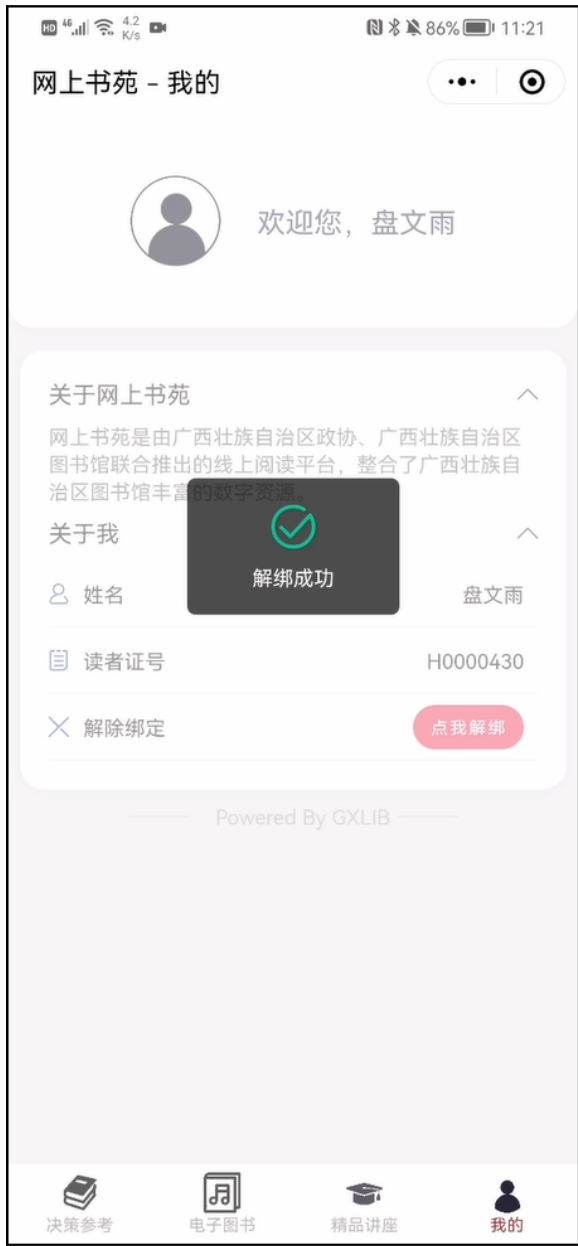 HD 4G 4.2 K/s 86% 11:21
网上书苑 – 我的
欢迎您，盘文雨
关于网上书苑
网上书苑是由广西壮族自治区政协、广西壮族自治区
图书馆联合推出的线上阅读平台，整合了广西壮族自
治区图书馆丰富的数字资源。
关于我
解绑成功
姓名 盘文雨
读者证号 H0000430
解除绑定 点我解绑
Powered By GXLIB
决策参考 电子图书 精品讲座 我的